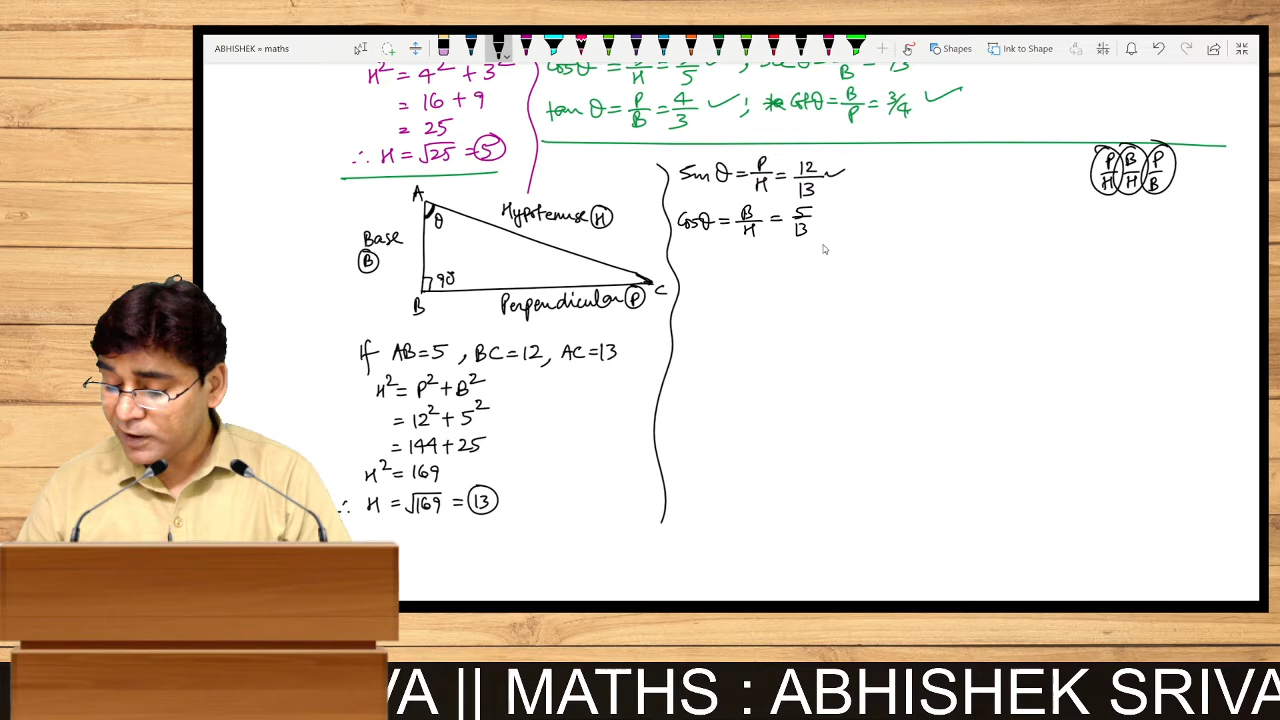 ABHISHEK » maths
Shapes
Ink to Shape
H² = 4² + 3²
= 16 + 9
= 25
∴ H = √25 = 5
tan θ = P/B = 4/3 ✓ ; cot θ = B/P = 3/4 ✓
A
θ
Hypotenuse H
Base
B
90°
B
Perpendicular P
C
If AB=5 , BC=12, AC=13
H² = P² + B²
= 12² + 5²
= 144 + 25
H² = 169
∴ H = √169 = 13
Sin θ = P/H = 12/13 ✓
Cosθ = B/H = 5/13
P/H B/H P/B
VA || MATHS : ABHISHEK SRIVA